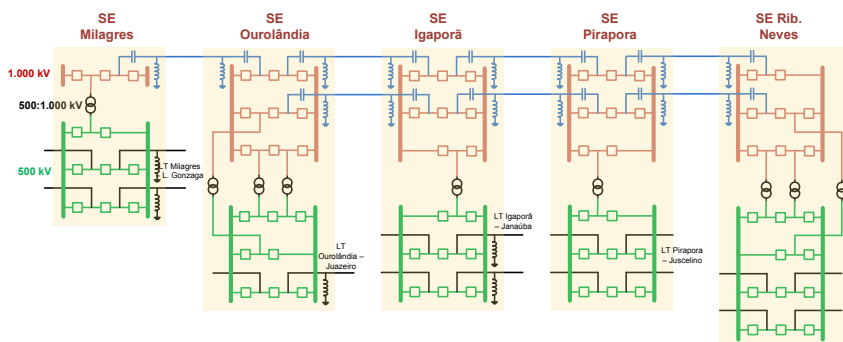 SE
Milagres
SE
Ourolândia
SE
Igaporã
SE
Pirapora
SE Rib.
Neves
1.000 kV
500:1.000 kV
500 kV
LT Milagres
L. Gonzaga
LT
Ourolândia –
Juazeiro
LT Igaporã
– Janaúba
LT Pirapora
– Juscelino